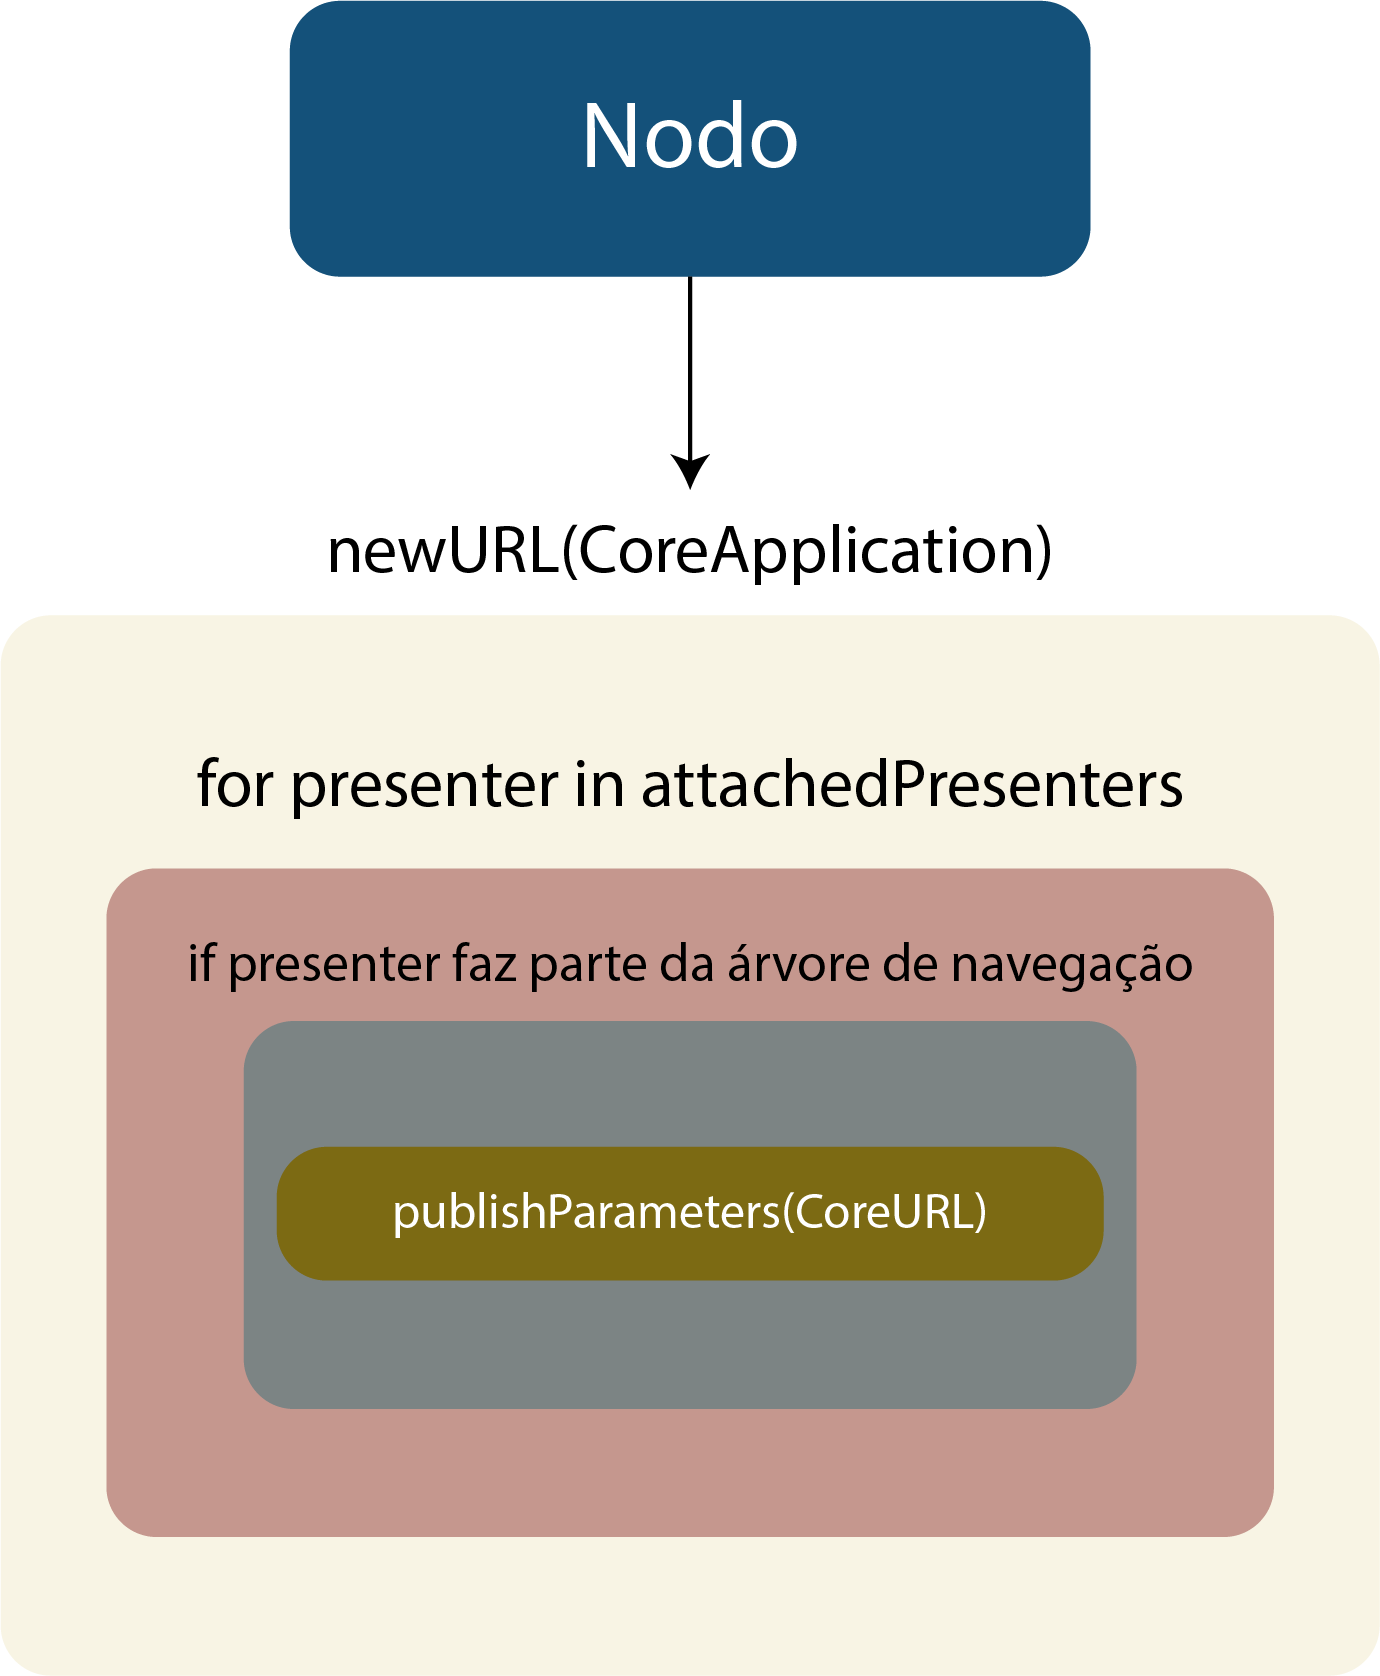 Nodo
newURL(CoreApplication)
for presenter in attachedPresenters
if presenter faz parte da árvore de navegação
publishParameters(CoreURL)